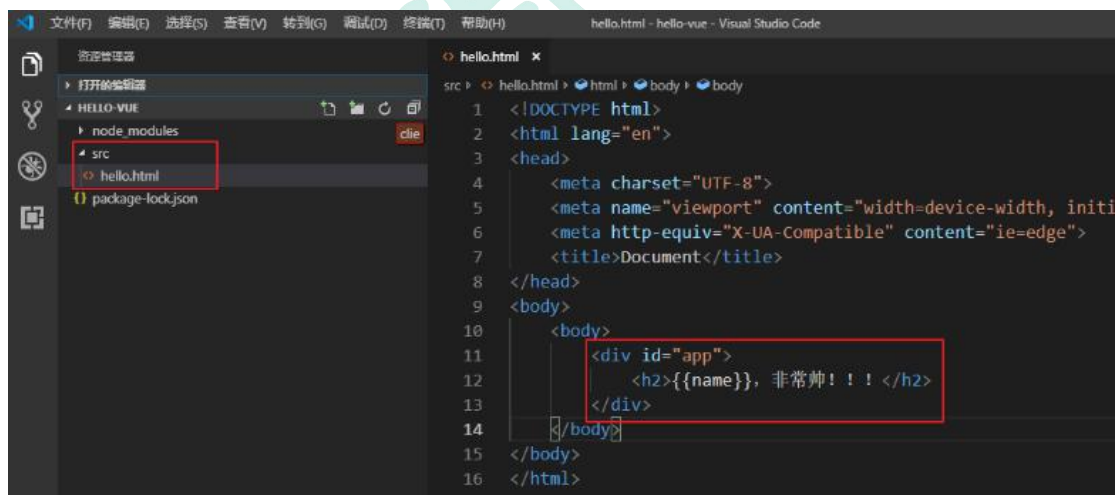 文件(F) 编辑(E) 选择(S) 查看(V) 转到(G) 调试(D) 终端(T) 帮助(H) hello.html - hello-vue - Visual Studio Code
资源管理器
打开的编辑器
HELLO-VUE
node_modules
clie
src
hello.html
package-lock.json
hello.html ×
src › hello.html › html › body › body
1 <!DOCTYPE html>
2 <html lang="en">
3 <head>
4 <meta charset="UTF-8">
5 <meta name="viewport" content="width=device-width, initi
6 <meta http-equiv="X-UA-Compatible" content="ie=edge">
7 <title>Document</title>
8 </head>
9 <body>
10 <body>
11 <div id="app">
12 <h2>{{name}}，非常帅！！！</h2>
13 </div>
14 </body>
15 </body>
16 </html>